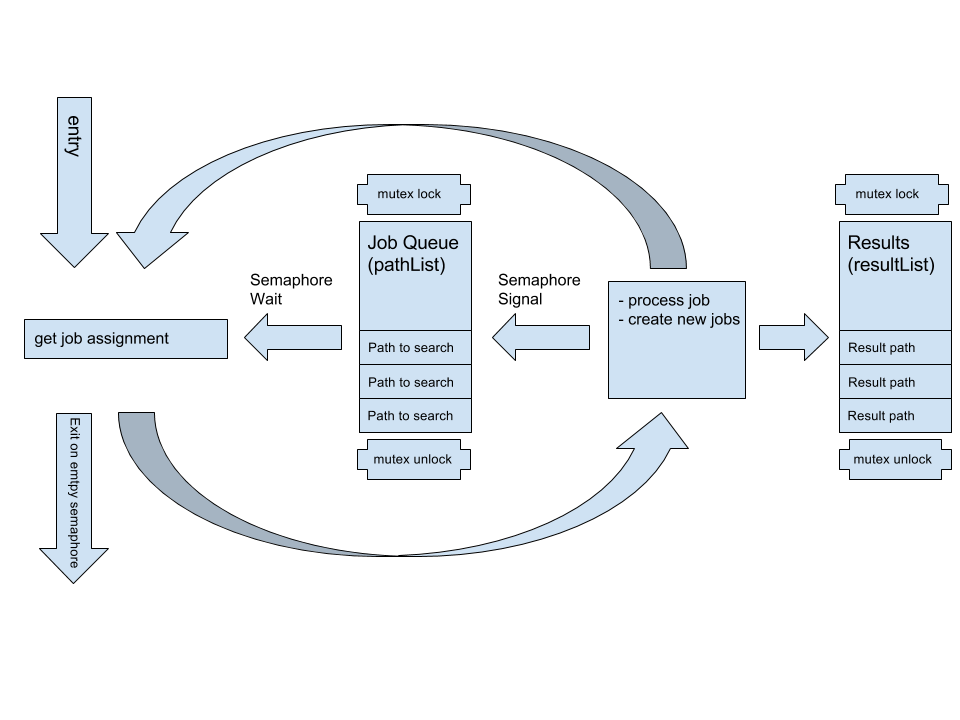 entry
mutex lock
mutex lock
Job Queue
(pathList)
Results
(resultList)
Semaphore
Wait
Semaphore
Signal
- process job
- create new jobs
get job assignment
Path to search
Path to search
Path to search
Result path
Result path
Result path
Exit on emtpy semaphore
mutex unlock
mutex unlock